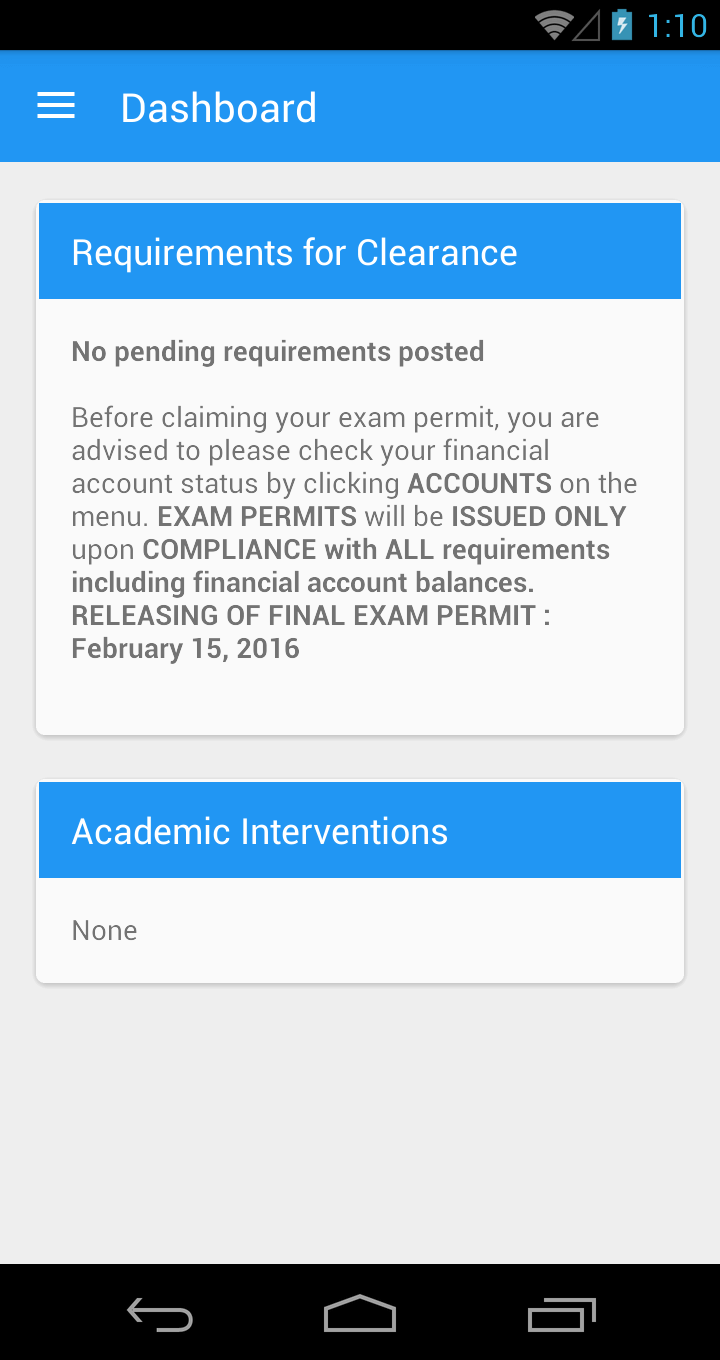 1:10
Dashboard
Requirements for Clearance
No pending requirements posted
Before claiming your exam permit, you are
advised to please check your financial
account status by clicking ACCOUNTS on the
menu. EXAM PERMITS will be ISSUED ONLY
upon COMPLIANCE with ALL requirements
including financial account balances.
RELEASING OF FINAL EXAM PERMIT :
February 15, 2016
Academic Interventions
None